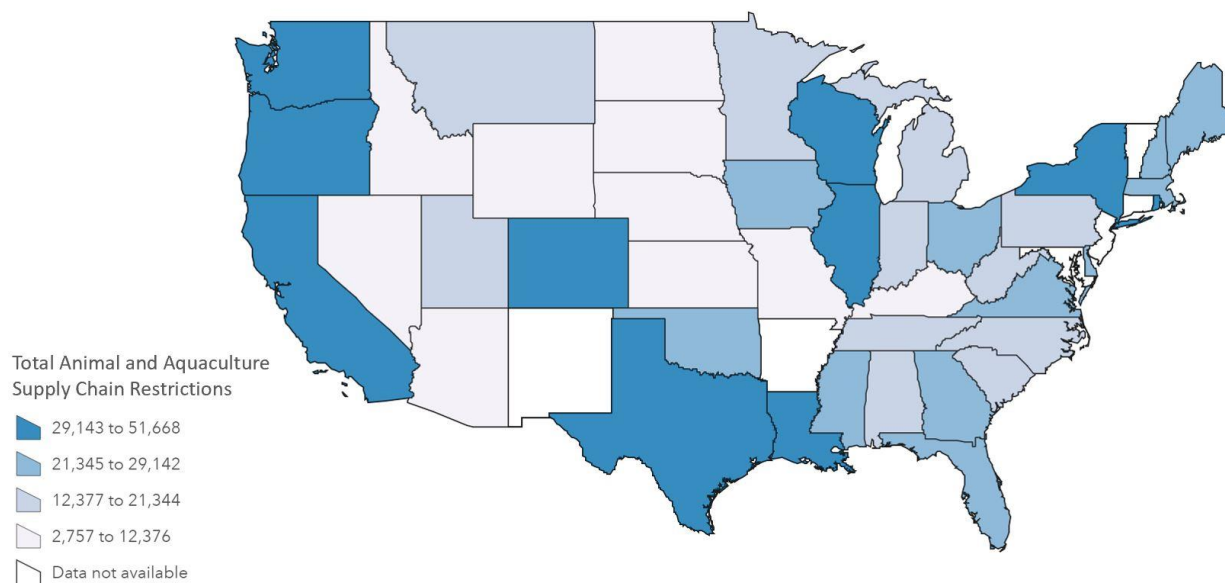 Total Animal and Aquaculture
Supply Chain Restrictions
29,143 to 51,668
21,345 to 29,142
12,377 to 21,344
2,757 to 12,376
Data not available